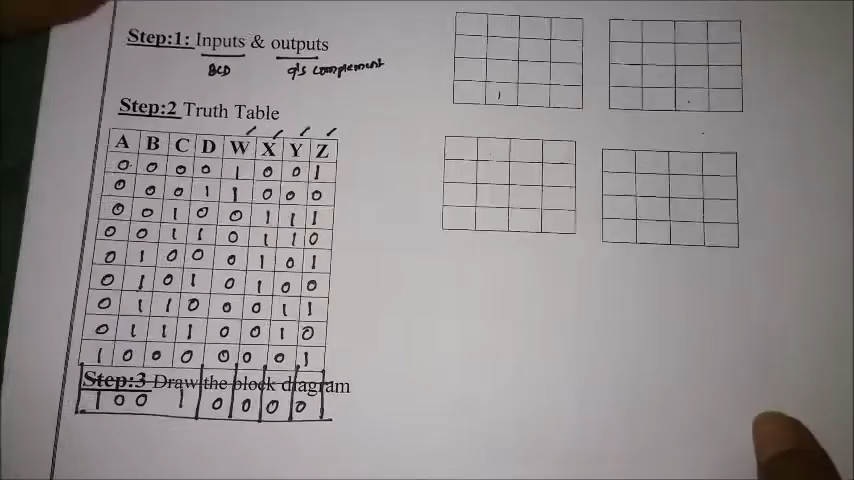 Step:1: Inputs & outputs
BCD 9's complement
Step:2 Truth Table
A B C D W X Y Z
0 0 0 0 1 0 0 1
0 0 0 1 1 0 0 0
0 0 1 0 0 1 1 1
0 0 1 1 0 1 1 0
0 1 0 0 0 1 0 1
0 1 0 1 0 1 0 0
0 1 1 0 0 0 1 1
0 1 1 1 0 0 1 0
1 0 0 0 0 0 0 1
Step:3 Draw the block diagram
1 0 0 1 0 0 0 0